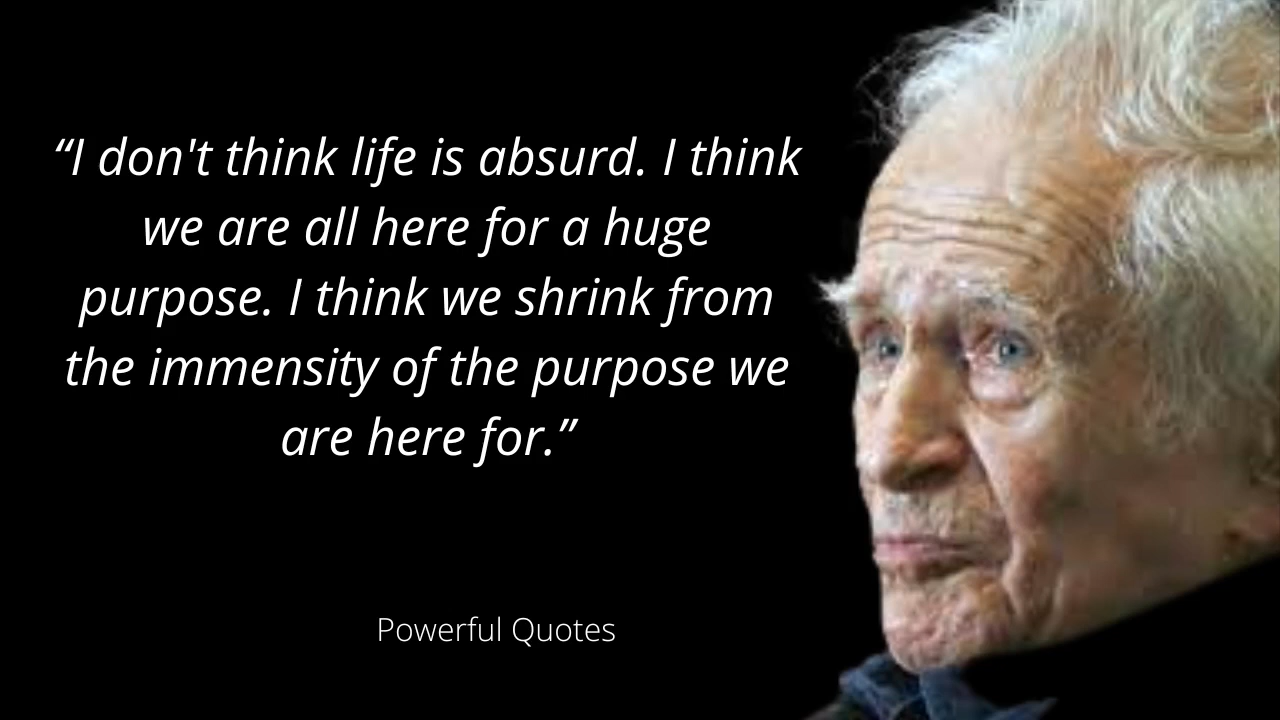 “I don't think life is absurd. I think
we are all here for a huge
purpose. I think we shrink from
the immensity of the purpose we
are here for.”
Powerful Quotes